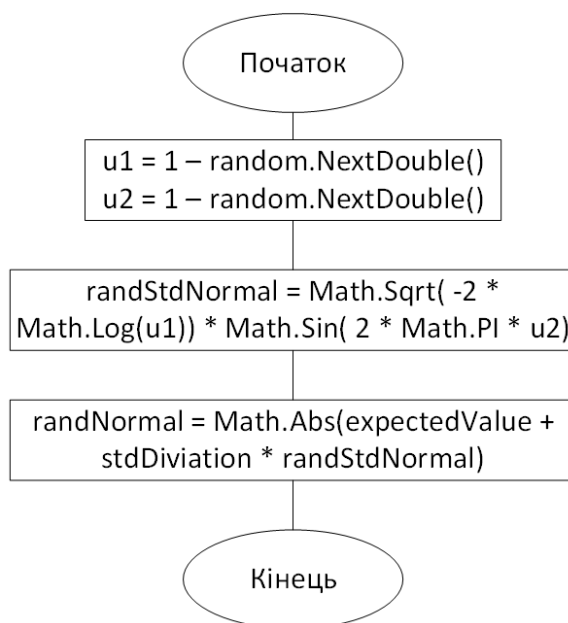 Початок
u1 = 1 – random.NextDouble()
u2 = 1 – random.NextDouble()
randStdNormal = Math.Sqrt( -2 *
Math.Log(u1)) * Math.Sin( 2 * Math.PI * u2)
randNormal = Math.Abs(expectedValue +
stdDiviation * randStdNormal)
Кінець